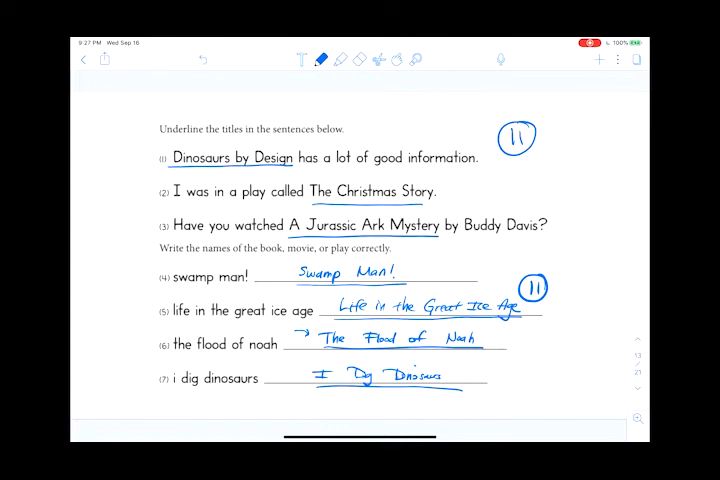 9:27 PM Wed Sep 16 100%
T
Underline the titles in the sentences below.
11
(1) Dinosaurs by Design has a lot of good information.
(2) I was in a play called The Christmas Story.
(3) Have you watched A Jurassic Ark Mystery by Buddy Davis?
Write the names of the book, movie, or play correctly.
(4) swamp man! Swamp Man!
11
(5) life in the great ice age Life in the Great Ice Age
(6) the flood of noah → The Flood of Noah
(7) i dig dinosaurs I Dig Dinosaurs
13
/
21